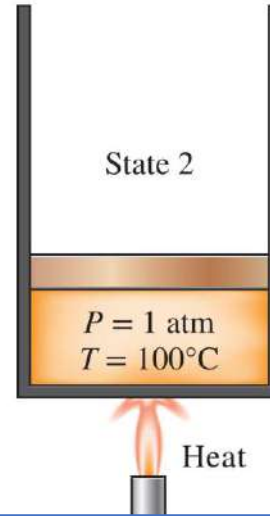 State 2
P = 1 atm
T = 100°C
Heat